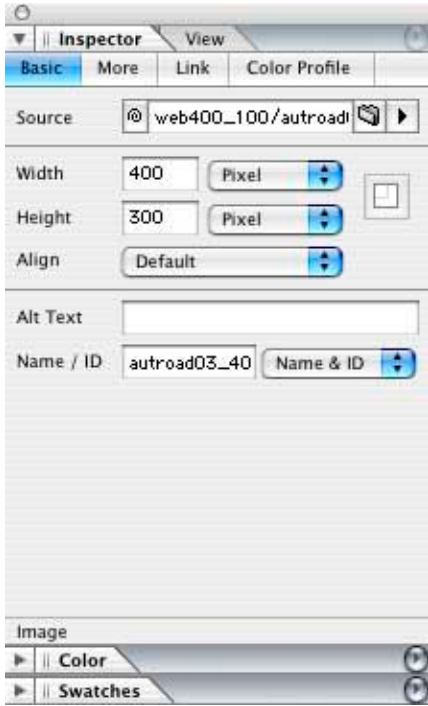 Inspector View
Basic More Link Color Profile
Source web400_100/autroad
Width 400 Pixel
Height 300 Pixel
Align Default
Alt Text
Name / ID autroad03_40 Name & ID
Image
Color
Swatches